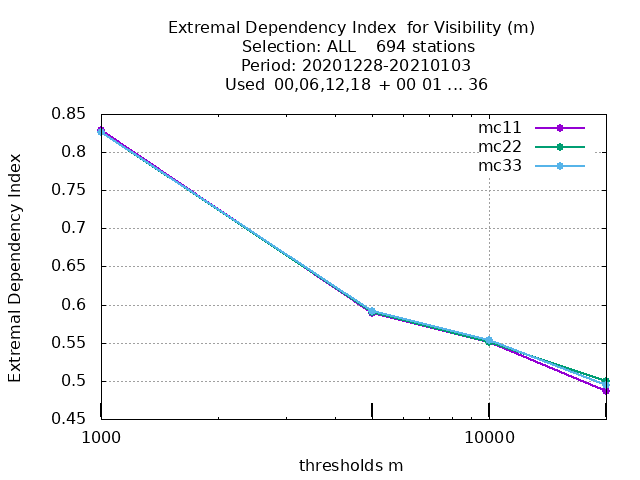 Extremal Dependency Index  for Visibility (m)
Selection: ALL    694 stations
Period: 20201228-20210103
Used  00,06,12,18  + 00 01 ... 36
mc11
mc22
mc33
0.85
0.8
0.75
0.7
0.65
0.6
0.55
0.5
0.45
Extremal Dependency Index
1000
10000
thresholds m